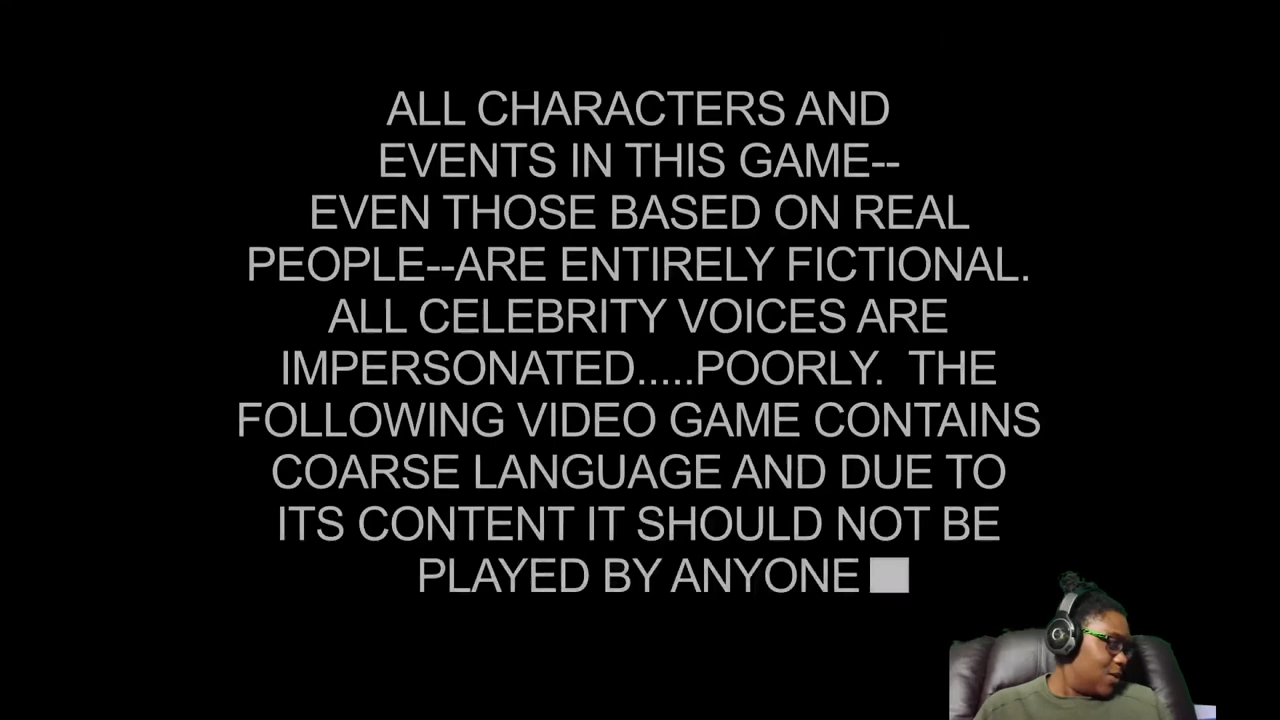 ALL CHARACTERS AND
EVENTS IN THIS GAME--
EVEN THOSE BASED ON REAL
PEOPLE--ARE ENTIRELY FICTIONAL.
ALL CELEBRITY VOICES ARE
IMPERSONATED.....POORLY. THE
FOLLOWING VIDEO GAME CONTAINS
COARSE LANGUAGE AND DUE TO
ITS CONTENT IT SHOULD NOT BE
PLAYED BY ANYONE